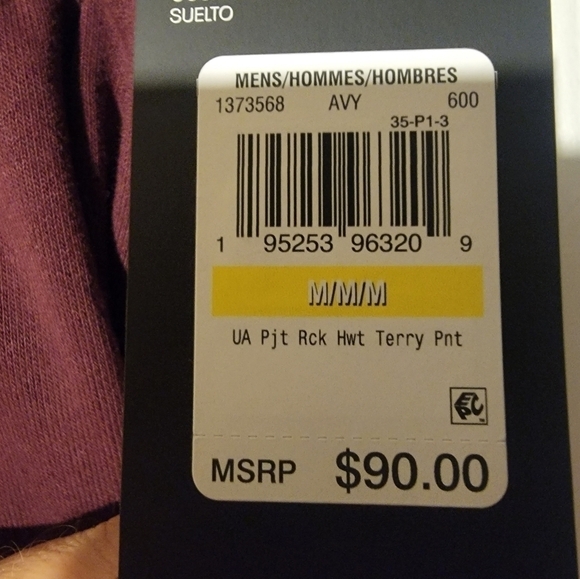 SUELTO
MENS/HOMMES/HOMBRES
1373568 AVY 600
35-P1-3
1 95253 96320 9
M/M/M
UA Pjt Rck Hwt Terry Pnt
EPC
MSRP $90.00